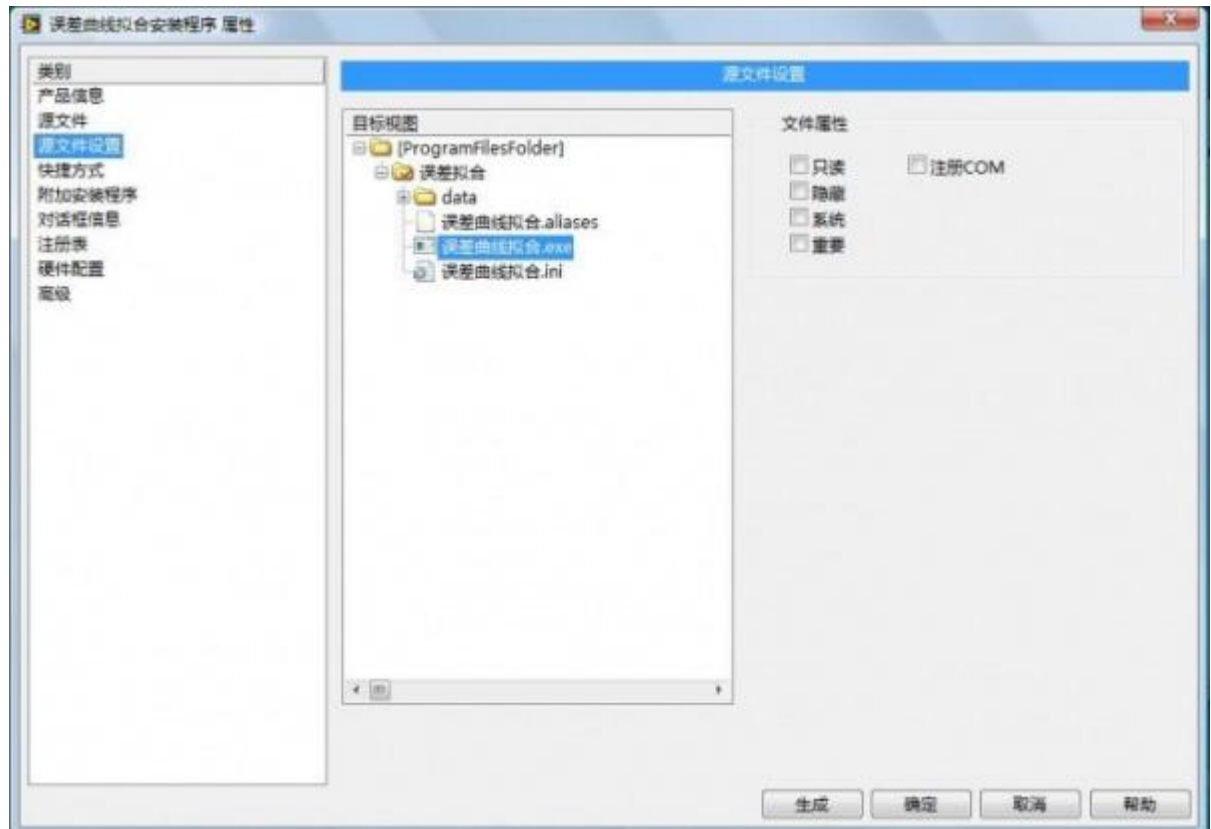 误差曲线拟合安装程序 属性
类别
产品信息
源文件
源文件设置
快捷方式
附加安装程序
对话框信息
注册表
硬件配置
高级
源文件设置
目标视图
[ProgramFilesFolder]
误差拟合
data
误差曲线拟合.aliases
误差曲线拟合.exe
误差曲线拟合.ini
文件属性
只读 注册COM
隐藏
系统
重要
生成 确定 取消 帮助